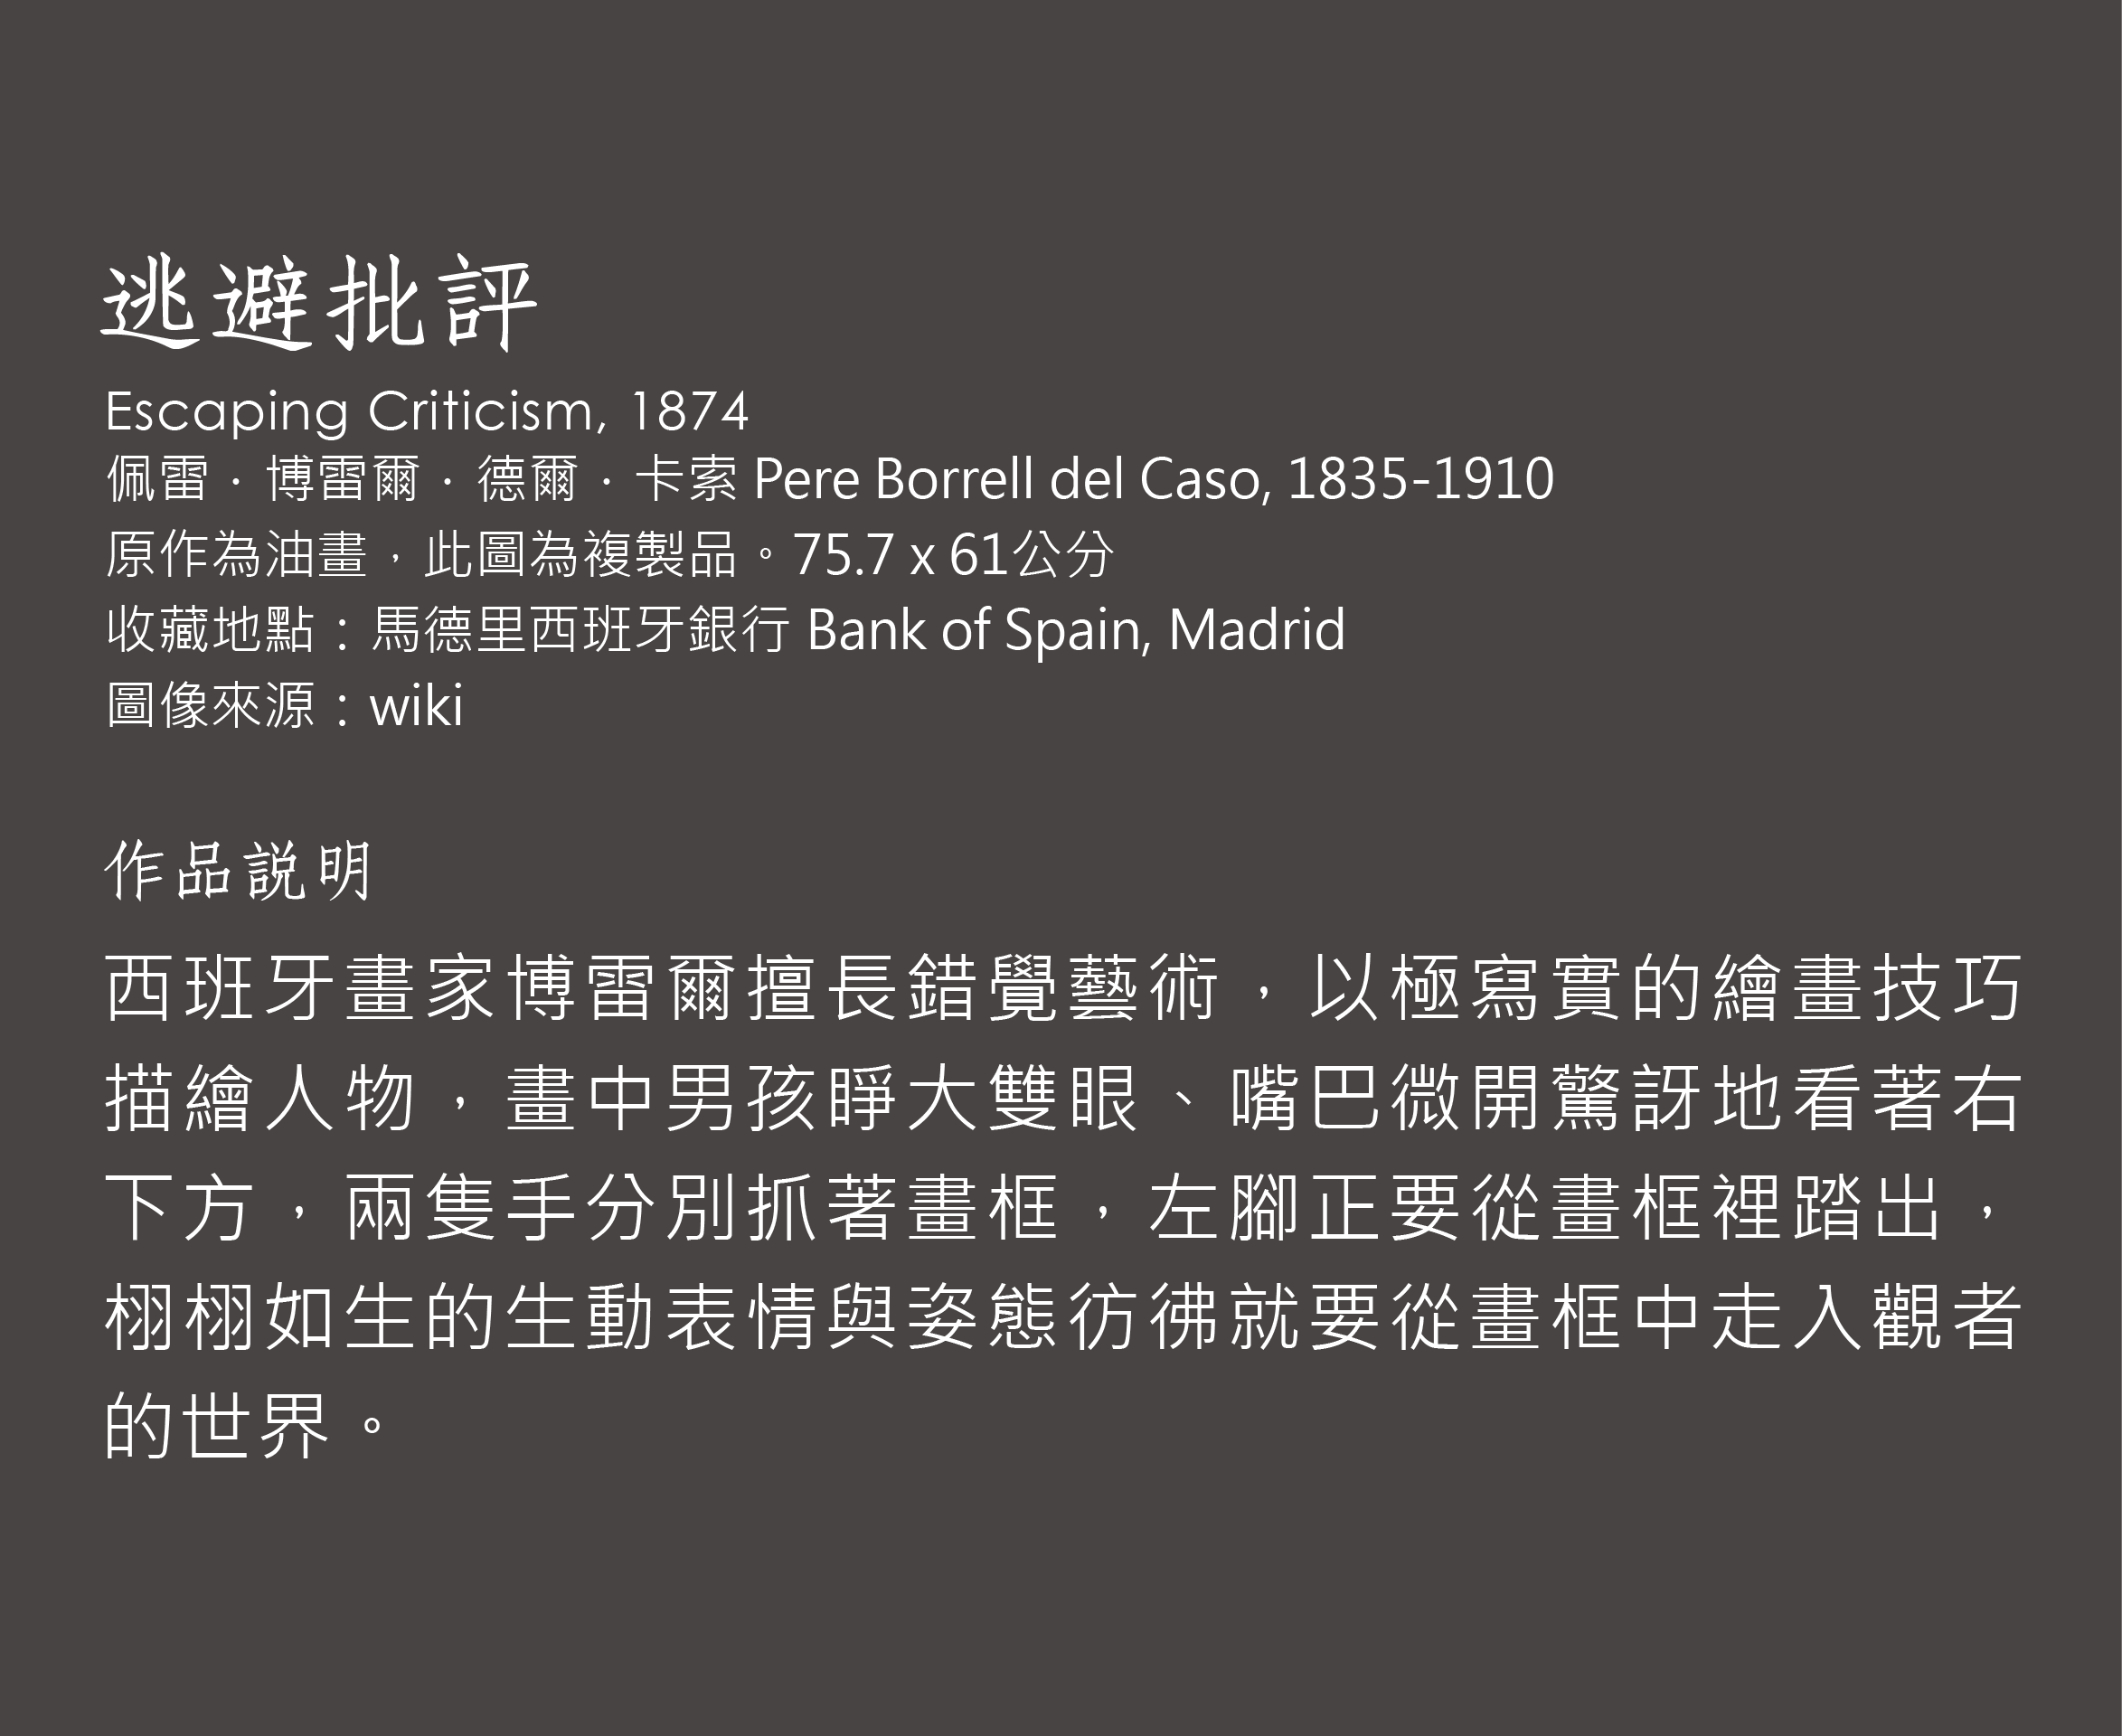 逃避批評
Escaping Criticism, 1874
佩雷．博雷爾．德爾．卡索 Pere Borrell del Caso, 1835-1910
原作為油畫，此圖為複製品。75.7 x 61公分
收藏地點：馬德里西班牙銀行 Bank of Spain, Madrid
圖像來源：wiki
作品說明
西班牙畫家博雷爾擅長錯覺藝術，以極寫實的繪畫技巧
描繪人物，畫中男孩睜大雙眼、嘴巴微開驚訝地看著右
下方，兩隻手分別抓著畫框，左腳正要從畫框裡踏出，
栩栩如生的生動表情與姿態彷彿就要從畫框中走入觀者
的世界。